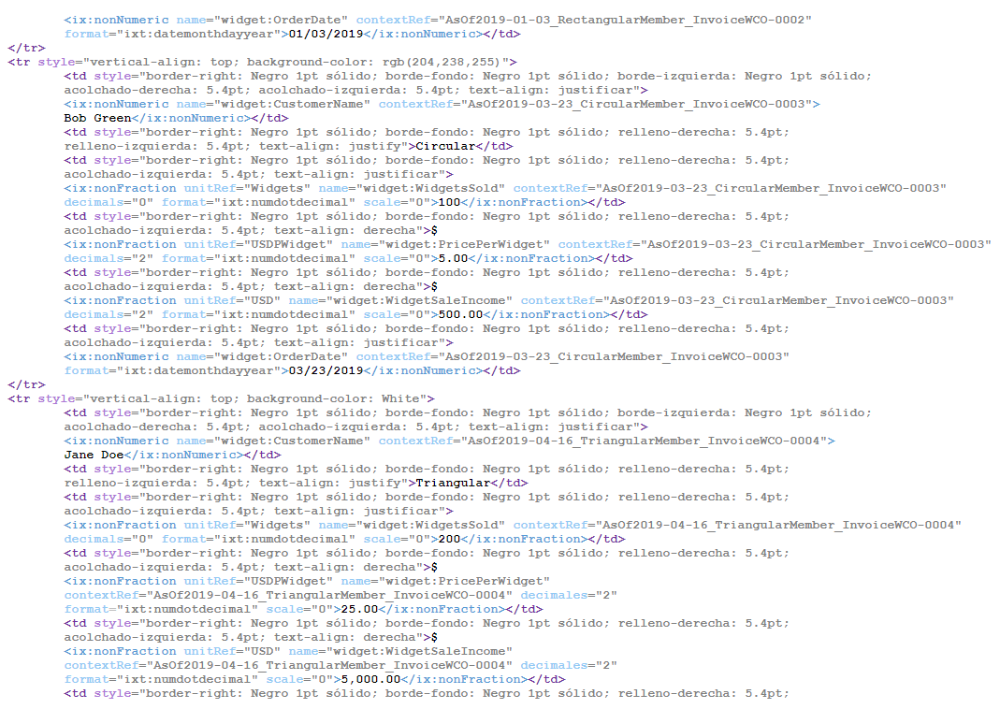 <ix:nonNumeric name="widget:OrderDate" contextRef="AsOf2019-01-03_RectangularMember_InvoiceWCO-0002"
format="ixt:datemonthdayyear">01/03/2019</ix:nonNumeric></td>
</tr>
<tr style="vertical-align: top; background-color: rgb(204,238,255)">
<td style="border-right: Negro 1pt sólido; borde-fondo: Negro 1pt sólido; borde-izquierda: Negro 1pt sólido;
acolchado-derecha: 5.4pt; acolchado-izquierda: 5.4pt; text-align: justificar">
<ix:nonNumeric name="widget:CustomerName" contextRef="AsOf2019-03-23_CircularMember_InvoiceWCO-0003">
Bob Green</ix:nonNumeric></td>
<td style="border-right: Negro 1pt sólido; borde-fondo: Negro 1pt sólido; relleno-derecha: 5.4pt;
relleno-izquierda: 5.4pt; text-align: justify">Circular</td>
<td style="border-right: Negro 1pt sólido; borde-fondo: Negro 1pt sólido; relleno-derecha: 5.4pt;
acolchado-izquierda: 5.4pt; text-align: justificar">
<ix:nonFraction unitRef="Widgets" name="widget:WidgetsSold" contextRef="AsOf2019-03-23_CircularMember_InvoiceWCO-0003"
decimals="0" format="ixt:numdotdecimal" scale="0">100</ix:nonFraction></td>
<td style="border-right: Negro 1pt sólido; borde-fondo: Negro 1pt sólido; relleno-derecha: 5.4pt;
acolchado-izquierda: 5.4pt; text-align: derecha">$
<ix:nonFraction unitRef="USDPWidget" name="widget:PricePerWidget" contextRef="AsOf2019-03-23_CircularMember_InvoiceWCO-0003"
decimals="2" format="ixt:numdotdecimal" scale="0">5.00</ix:nonFraction></td>
<td style="border-right: Negro 1pt sólido; borde-fondo: Negro 1pt sólido; relleno-derecha: 5.4pt;
acolchado-izquierda: 5.4pt; text-align: derecha">$
<ix:nonFraction unitRef="USD" name="widget:WidgetSaleIncome" contextRef="AsOf2019-03-23_CircularMember_InvoiceWCO-0003"
decimals="2" format="ixt:numdotdecimal" scale="0">500.00</ix:nonFraction></td>
<td style="border-right: Negro 1pt sólido; borde-fondo: Negro 1pt sólido; relleno-derecha: 5.4pt;
acolchado-izquierda: 5.4pt; text-align: justificar">
<ix:nonNumeric name="widget:OrderDate" contextRef="AsOf2019-03-23_CircularMember_InvoiceWCO-0003"
format="ixt:datemonthdayyear">03/23/2019</ix:nonNumeric></td>
</tr>
<tr style="vertical-align: top; background-color: White">
<td style="border-right: Negro 1pt sólido; borde-fondo: Negro 1pt sólido; borde-izquierda: Negro 1pt sólido;
acolchado-derecha: 5.4pt; acolchado-izquierda: 5.4pt; text-align: justificar">
<ix:nonNumeric name="widget:CustomerName" contextRef="AsOf2019-04-16_TriangularMember_InvoiceWCO-0004">
Jane Doe</ix:nonNumeric></td>
<td style="border-right: Negro 1pt sólido; borde-fondo: Negro 1pt sólido; relleno-derecha: 5.4pt;
relleno-izquierda: 5.4pt; text-align: justify">Triangular</td>
<td style="border-right: Negro 1pt sólido; borde-fondo: Negro 1pt sólido; relleno-derecha: 5.4pt;
acolchado-izquierda: 5.4pt; text-align: justificar">
<ix:nonFraction unitRef="Widgets" name="widget:WidgetsSold" contextRef="AsOf2019-04-16_TriangularMember_InvoiceWCO-0004"
decimals="0" format="ixt:numdotdecimal" scale="0">200</ix:nonFraction></td>
<td style="border-right: Negro 1pt sólido; borde-fondo: Negro 1pt sólido; relleno-derecha: 5.4pt;
acolchado-izquierda: 5.4pt; text-align: derecha">$
<ix:nonFraction unitRef="USDPWidget" name="widget:PricePerWidget"
contextRef="AsOf2019-04-16_TriangularMember_InvoiceWCO-0004" decimales="2"
format="ixt:numdotdecimal" scale="0">25.00</ix:nonFraction></td>
<td style="border-right: Negro 1pt sólido; borde-fondo: Negro 1pt sólido; relleno-derecha: 5.4pt;
acolchado-izquierda: 5.4pt; text-align: derecha">$
<ix:nonFraction unitRef="USD" name="widget:WidgetSaleIncome"
contextRef="AsOf2019-04-16_TriangularMember_InvoiceWCO-0004" decimales="2"
format="ixt:numdotdecimal" scale="0">5,000.00</ix:nonFraction></td>
<td style="border-right: Negro 1pt sólido; borde-fondo: Negro 1pt sólido; relleno-derecha: 5.4pt;